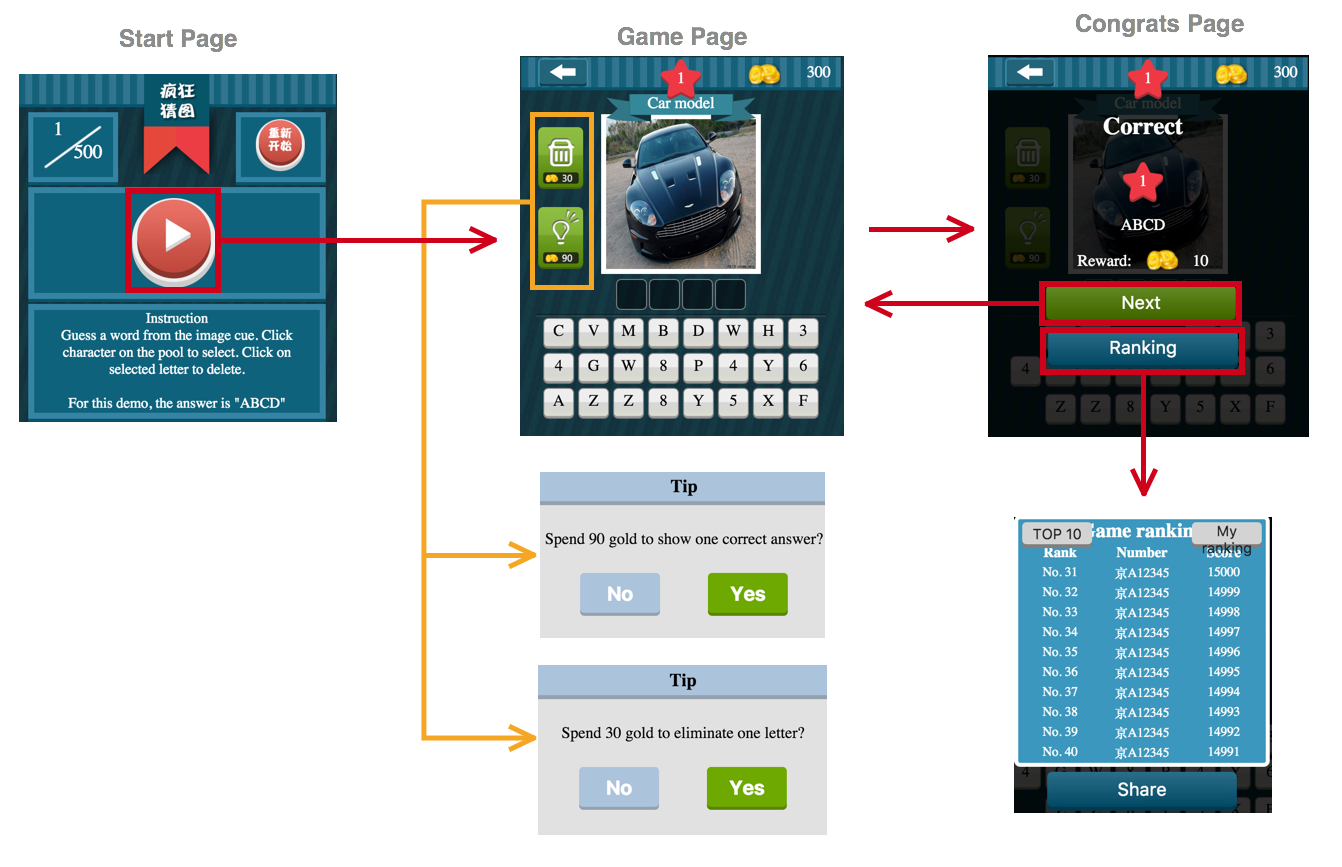 Start Page
疯狂
猜图
1
500
重新
开始
Instruction
Guess a word from the image cue. Click
character on the pool to select. Click on
selected letter to delete.
For this demo, the answer is "ABCD"
Game Page
1
300
Car model
30
90
C V M B D W H 3
4 G W 8 P 4 Y 6
A Z Z 8 Y 5 X F
Tip
Spend 90 gold to show one correct answer?
No Yes
Tip
Spend 30 gold to eliminate one letter?
No Yes
Congrats Page
1
300
Car model
Correct
30
1
ABCD
90
Reward: 10
Next
Ranking
3
4 6
Z Z 8 Y 5 X F
TOP 10 Game ranking My ranking
Rank Number Score
No. 31 京A12345 15000
No. 32 京A12345 14999
No. 33 京A12345 14998
No. 34 京A12345 14997
No. 35 京A12345 14996
No. 36 京A12345 14995
No. 37 京A12345 14994
No. 38 京A12345 14993
No. 39 京A12345 14992
No. 40 京A12345 14991
Share